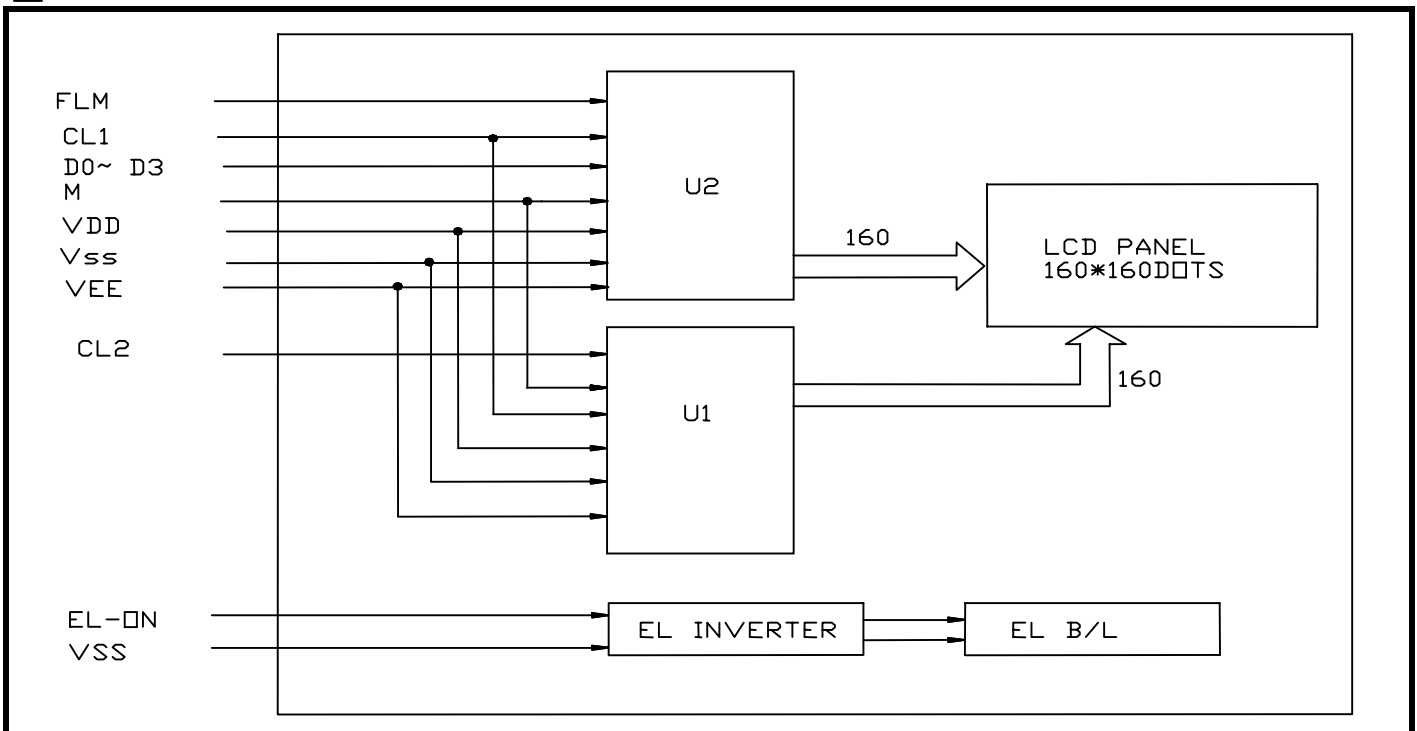 FLM
CL1
D0~ D3
M
VDD
Vss
VEE
CL2
U2
160
LCD PANEL
160*160DOTS
U1
160
EL-ON
VSS
EL INVERTER
EL B/L